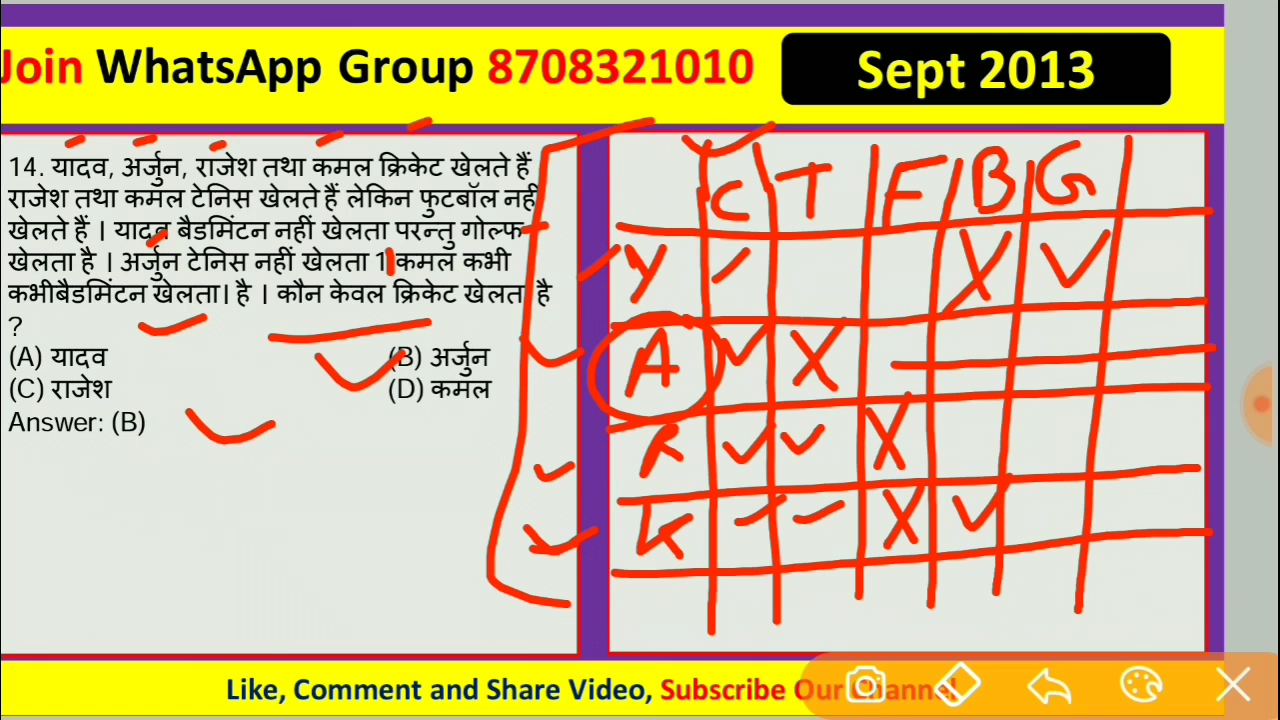 Join WhatsApp Group 8708321010
Sept 2013
14. यादव, अर्जुन, राजेश तथा कमल क्रिकेट खेलते हैं
राजेश तथा कमल टेनिस खेलते हैं लेकिन फुटबॉल नहीं
खेलते हैं । यादव बैडमिंटन नहीं खेलता परन्तु गोल्फ
खेलता है । अर्जुन टेनिस नहीं खेलता 1 कमल कभी
कभीबैडमिंटन खेलता। है । कौन केवल क्रिकेट खेलता है
?
(A) यादव (B) अर्जुन
(C) राजेश (D) कमल
Answer: (B)
C T F B G
Y
A
R
K
Like, Comment and Share Video, Subscribe Our Channel